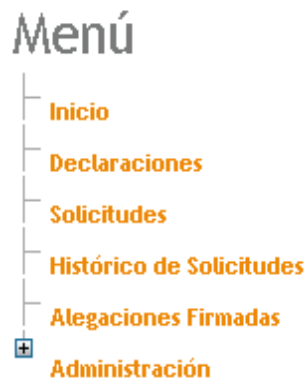 Menú
Inicio
Declaraciones
Solicitudes
Histórico de Solicitudes
Alegaciones Firmadas
Administración